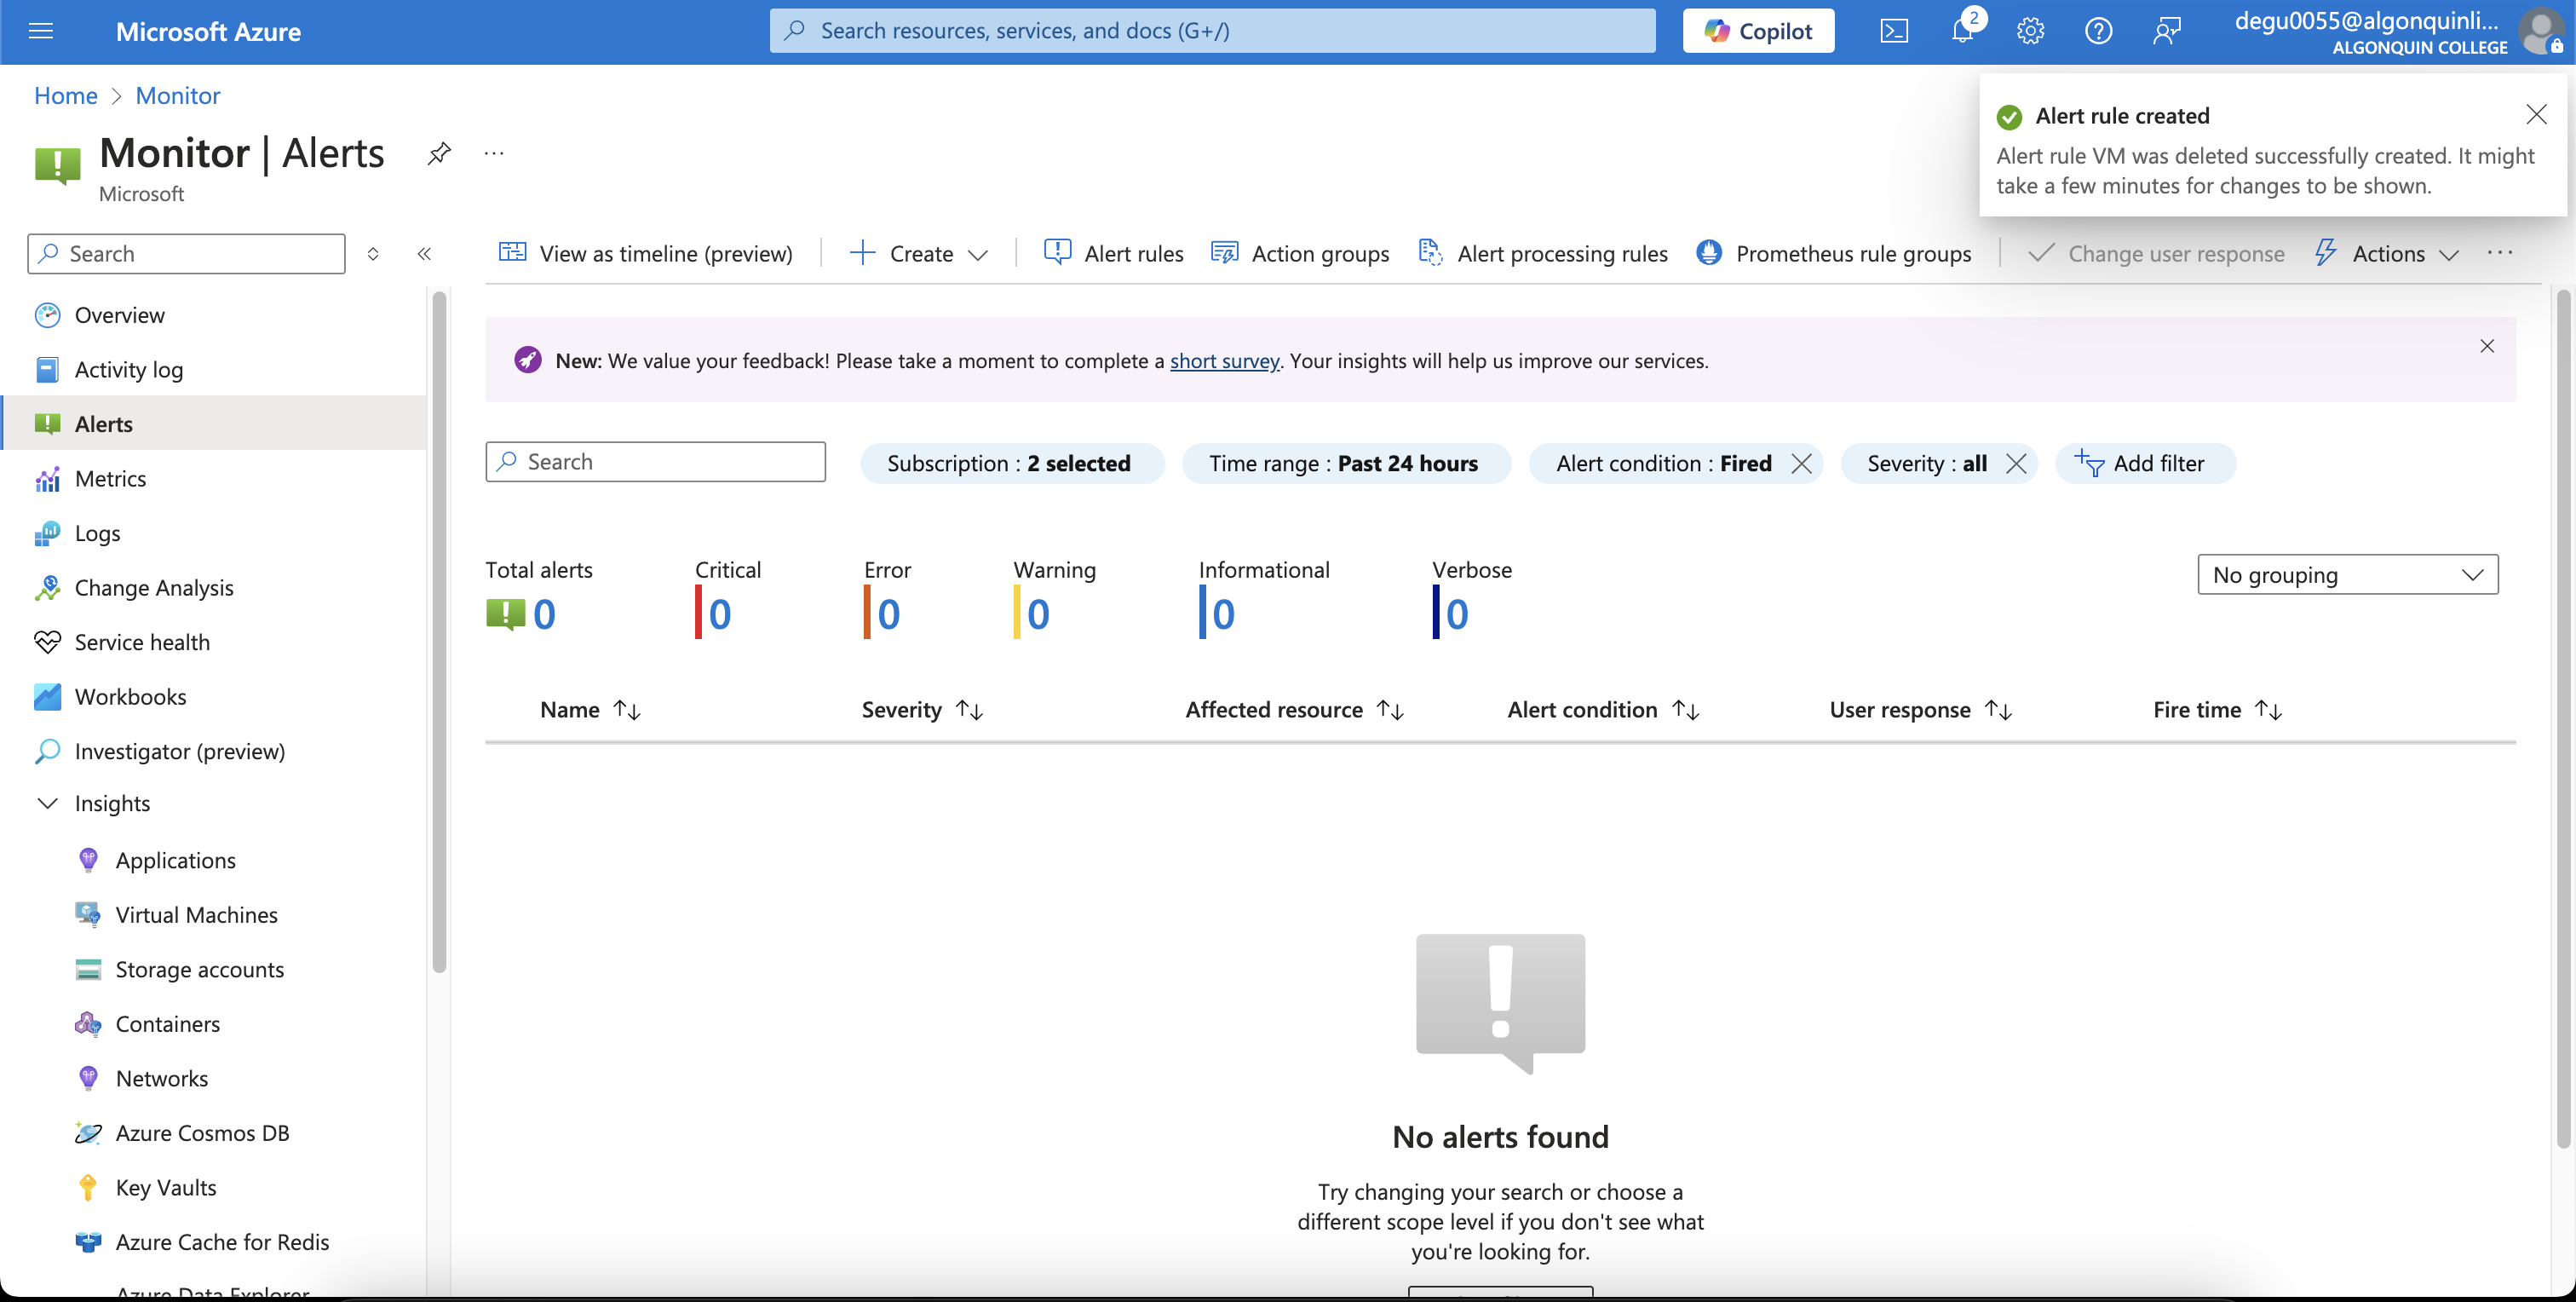 Microsoft Azure
Search resources, services, and docs (G+/)
Copilot
2
degu0055@algonquinli...
ALGONQUIN COLLEGE
Home > Monitor
Monitor | Alerts
...
Microsoft
Alert rule created
Alert rule VM was deleted successfully created. It might
take a few minutes for changes to be shown.
Search
View as timeline (preview)
Create
Alert rules
Action groups
Alert processing rules
Prometheus rule groups
Change user response
Actions
...
Overview
Activity log
Alerts
Metrics
Logs
Change Analysis
Service health
Workbooks
Investigator (preview)
Insights
Applications
Virtual Machines
Storage accounts
Containers
Networks
Azure Cosmos DB
Key Vaults
Azure Cache for Redis
Azure Data Explorer
New: We value your feedback! Please take a moment to complete a short survey. Your insights will help us improve our services.
Search
Subscription : 2 selected
Time range : Past 24 hours
Alert condition : Fired
Severity : all
Add filter
Total alerts
0
Critical
0
Error
0
Warning
0
Informational
0
Verbose
0
No grouping
Name
Severity
Affected resource
Alert condition
User response
Fire time
No alerts found
Try changing your search or choose a
different scope level if you don't see what
you're looking for.